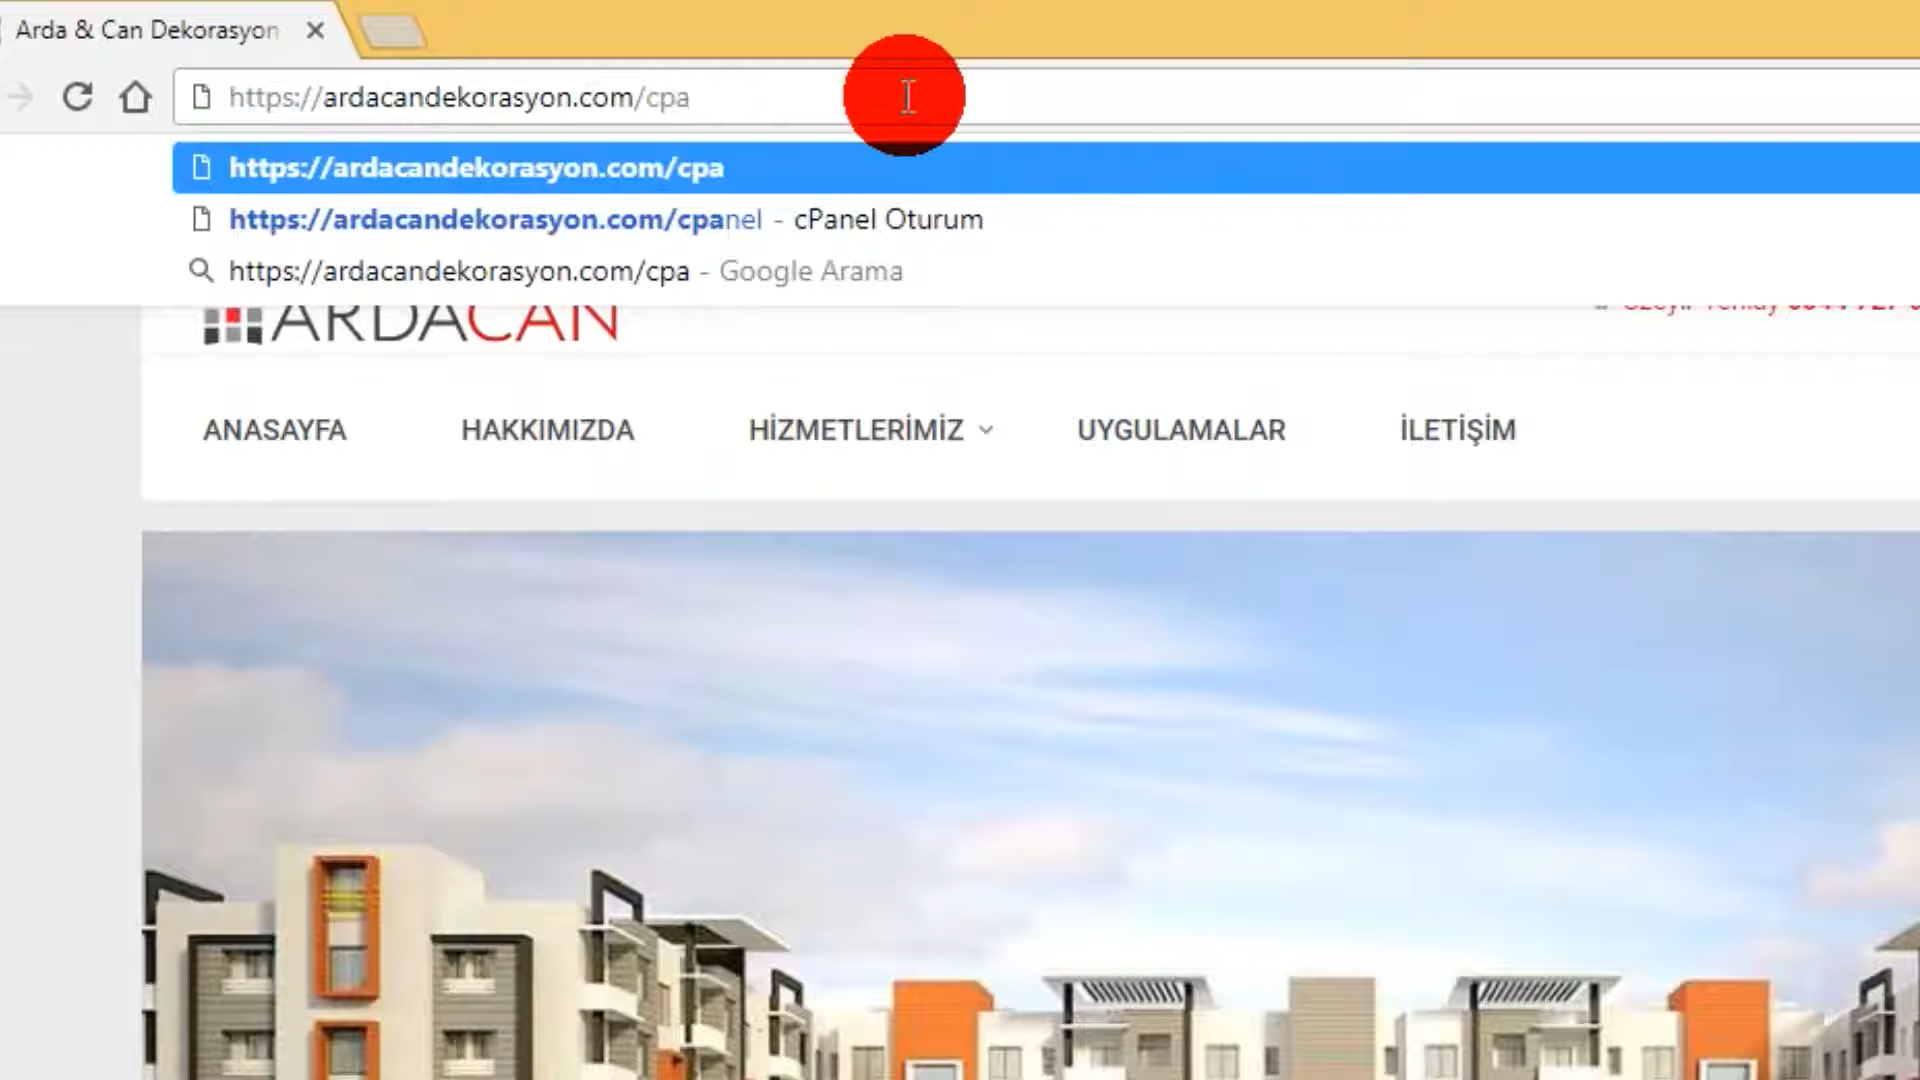 Arda & Can Dekorasyon
https://ardacandekorasyon.com/cpa
https://ardacandekorasyon.com/cpa
https://ardacandekorasyon.com/cpanel - cPanel Oturum
https://ardacandekorasyon.com/cpa - Google Arama
ARDACAN
ANASAYFA HAKKIMIZDA HİZMETLERİMİZ UYGULAMALAR İLETİŞİM